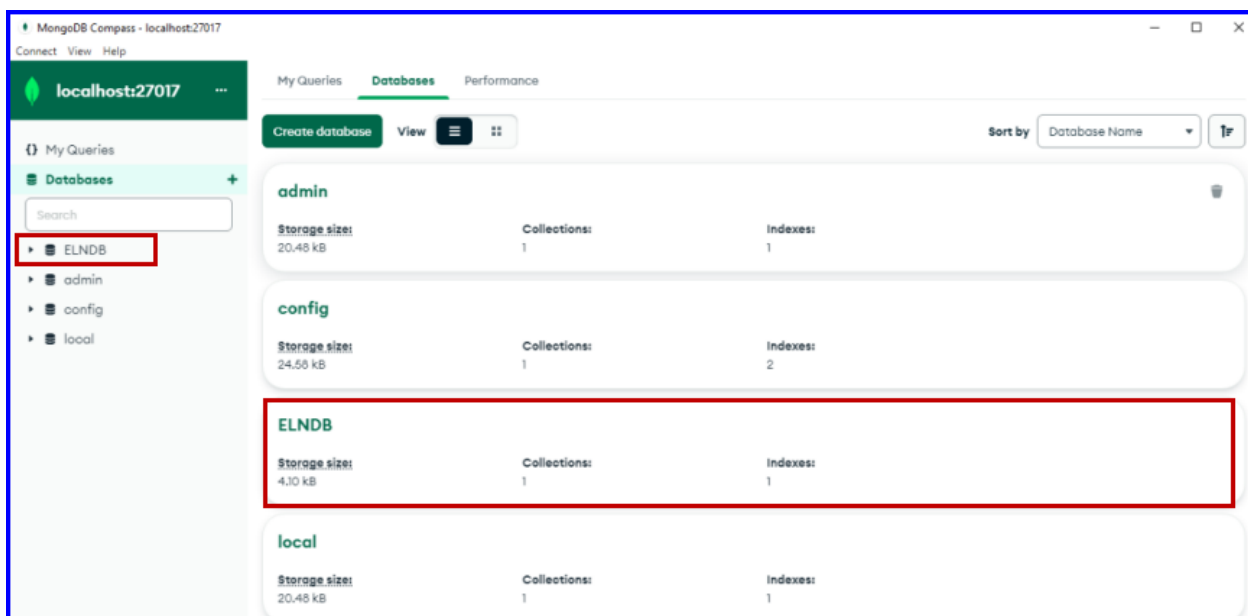 MongoDB Compass - localhost:27017
Connect View Help
localhost:27017 ...
My Queries Databases Performance
Create database View Sort by Database Name
{} My Queries
Databases +
Search
ELNDB
admin
config
local
admin
Storage size: Collections: Indexes:
20.48 kB 1 1
config
Storage size: Collections: Indexes:
24.58 kB 1 2
ELNDB
Storage size: Collections: Indexes:
4.10 kB 1 1
local
Storage size: Collections: Indexes:
20.48 kB 1 1